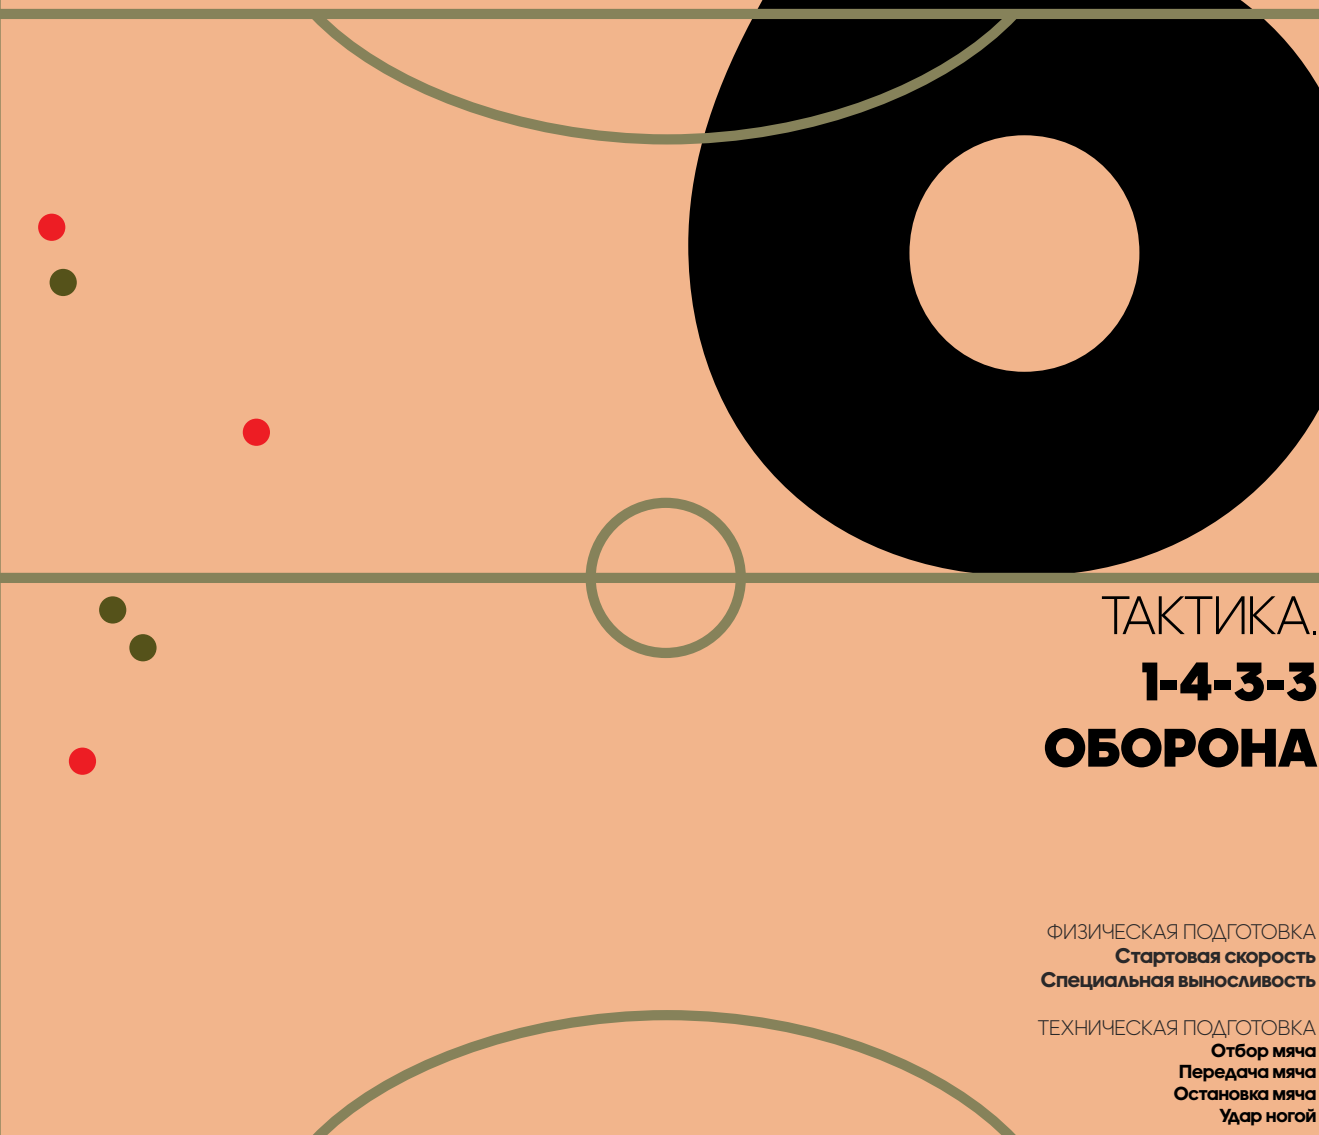 ТАКТИКА.
1-4-3-3
ОБОРОНА
ФИЗИЧЕСКАЯ ПОДГОТОВКА
Стартовая скорость
Специальная выносливость
ТЕХНИЧЕСКАЯ ПОДГОТОВКА
Отбор мяча
Передача мяча
Остановка мяча
Удар ногой